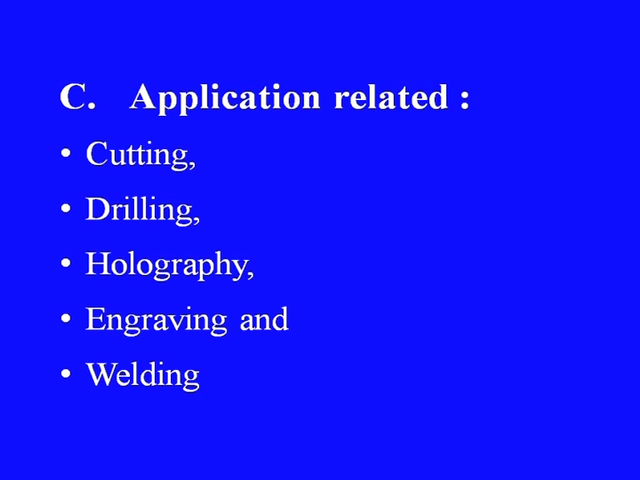 C. Application related :
• Cutting,
• Drilling,
• Holography,
• Engraving and
• Welding